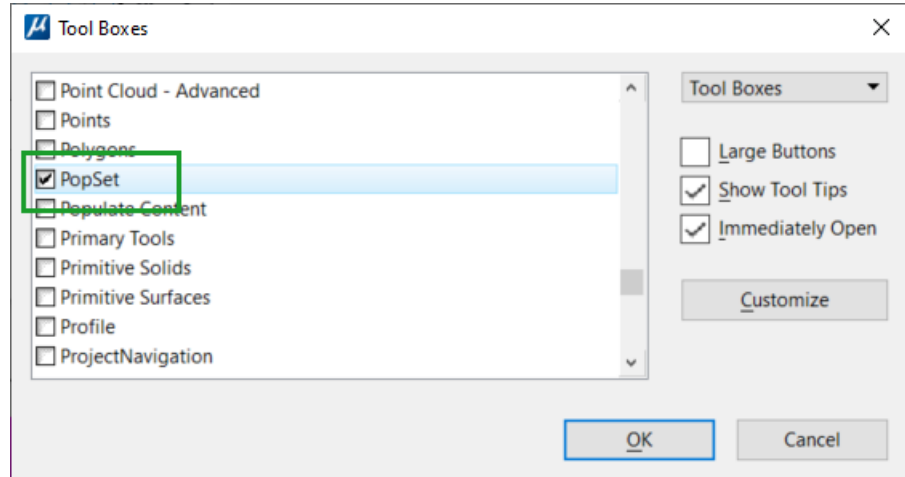 Tool Boxes
Point Cloud - Advanced
Points
Polygons
PopSet
Populate Content
Primary Tools
Primitive Solids
Primitive Surfaces
Profile
ProjectNavigation
Tool Boxes
Large Buttons
Show Tool Tips
Immediately Open
Customize
OK
Cancel